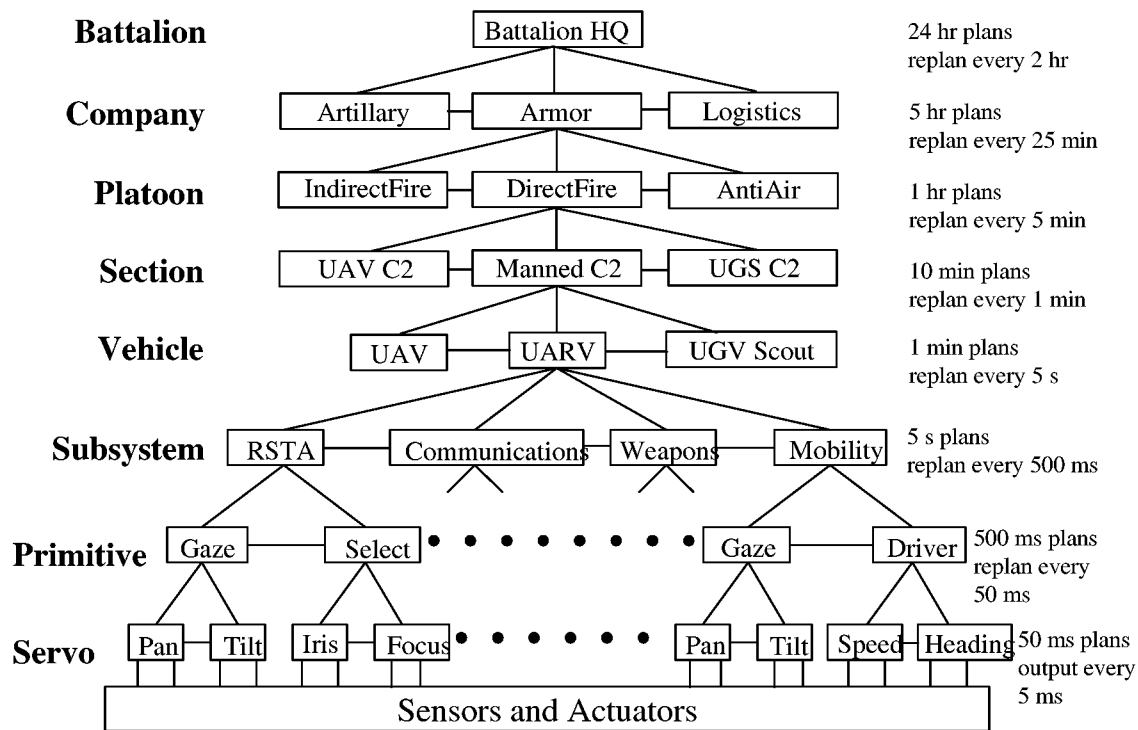 Battalion
Battalion HQ
24 hr plans
replan every 2 hr
Company
Artillary
Armor
Logistics
5 hr plans
replan every 25 min
Platoon
IndirectFire
DirectFire
AntiAir
1 hr plans
replan every 5 min
Section
UAV C2
Manned C2
UGS C2
10 min plans
replan every 1 min
Vehicle
UAV
UARV
UGV Scout
1 min plans
replan every 5 s
Subsystem
RSTA
Communications
Weapons
Mobility
5 s plans
replan every 500 ms
Primitive
Gaze
Select
Gaze
Driver
500 ms plans
replan every
50 ms
Servo
Pan
Tilt
Iris
Focus
Pan
Tilt
Speed
Heading
50 ms plans
output every
5 ms
Sensors and Actuators